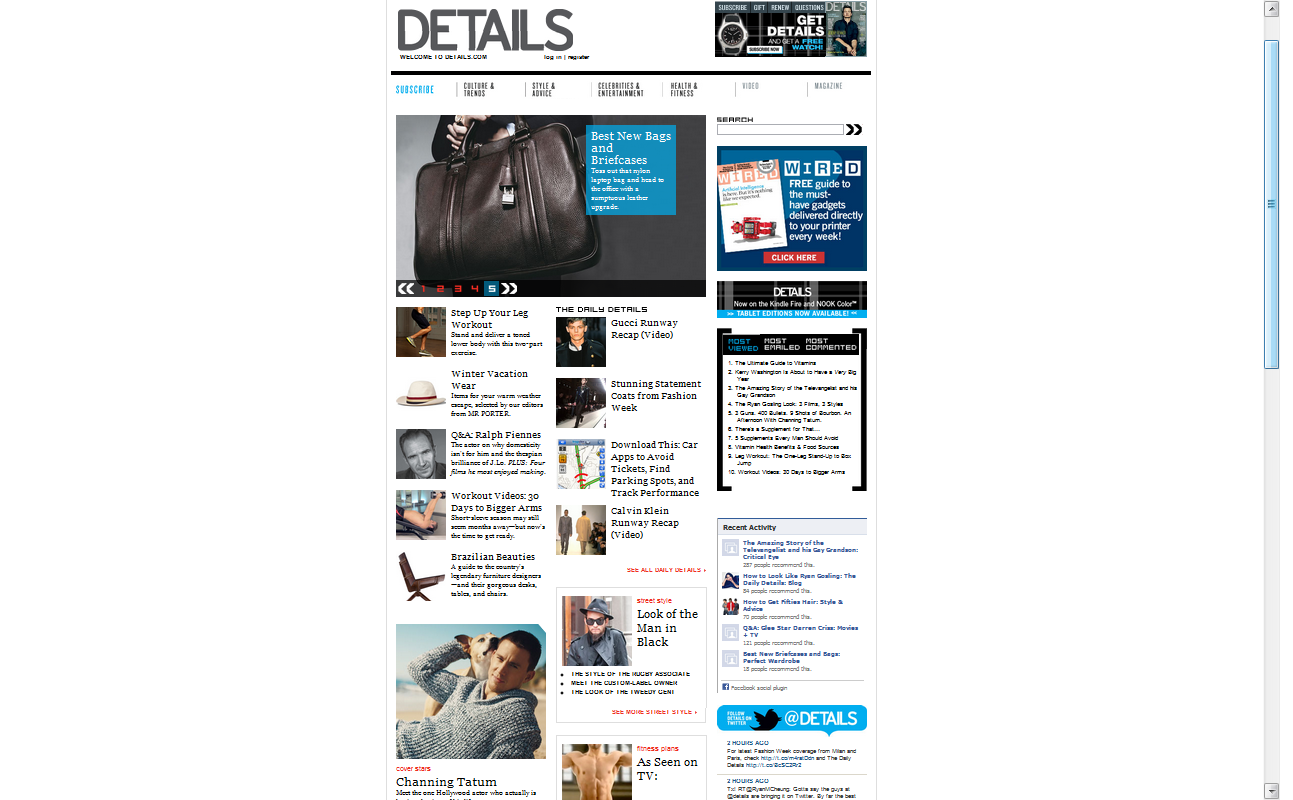 DETAILS
WELCOME TO DETAILS.COM
log in | register
SUBSCRIBE GIFT RENEW QUESTIONS
GET
DETAILS
AND GET A FREE
WATCH!
SUBSCRIBE NOW
DETAILS
SUBSCRIBE
CULTURE &
TRENDS
STYLE &
ADVICE
CELEBRITIES &
ENTERTAINMENT
HEALTH &
FITNESS
VIDEO
MAGAZINE
Best New Bags
and
Briefcases
Toss out that nylon
laptop bag and head to
the office with a
sumptuous leather
upgrade.
1 2 3 4 5
Step Up Your Leg
Workout
Stand and deliver a toned
lower body with this two-part
exercise.
Winter Vacation
Wear
Items for your warm weather
escape, selected by our editors
from MR PORTER.
Q&A: Ralph Fiennes
The actor on why domesticity
isn't for him and the thespian
brilliance of J.Lo. PLUS: Four
films he most enjoyed making.
Workout Videos: 30
Days to Bigger Arms
Short-sleeve season may still
seem months away—but now's
the time to get ready.
Brazilian Beauties
A guide to the country's
legendary furniture designers
—and their gorgeous desks,
tables, and chairs.
cover stars
Channing Tatum
Meet the one Hollywood actor who actually is
THE DAILY DETAILS
Gucci Runway
Recap (Video)
Stunning Statement
Coats from Fashion
Week
Download This: Car
Apps to Avoid
Tickets, Find
Parking Spots, and
Track Performance
Calvin Klein
Runway Recap
(Video)
SEE ALL DAILY DETAILS
street style
Look of the
Man in
Black
THE STYLE OF THE RUGBY ASSOCIATE
MEET THE CUSTOM-LABEL OWNER
THE LOOK OF THE TWEEDY GENT
SEE MORE STREET STYLE
fitness plans
As Seen on
TV:
SEARCH
WIRED
WIRED
Artificial Intelligence
is here. But it's nothing
like we expected.
FREE guide to
the must-
have gadgets
delivered directly
to your printer
every week!
CLICK HERE
DETAILS
Now on the Kindle Fire and NOOK Color™
>> TABLET EDITIONS NOW AVAILABLE! <<
MOST
VIEWED
MOST
EMAILED
MOST
COMMENTED
1. The Ultimate Guide to Vitamins
2. Kerry Washington Is About to Have a Very Big
Year
3. The Amazing Story of the Televangelist and his
Gay Grandson
4. The Ryan Gosling Look: 3 Films, 3 Styles
5. 3 Guns. 400 Bullets. 9 Shots of Bourbon. An
Afternoon With Channing Tatum.
6. There's a Supplement for That...
7. 5 Supplements Every Man Should Avoid
8. Vitamin Health Benefits & Food Sources
9. Leg Workout: The One-Leg Stand-Up to Box
Jump
10. Workout Videos: 30 Days to Bigger Arms
Recent Activity
The Amazing Story of the
Televangelist and his Gay Grandson:
Critical Eye
287 people recommend this.
How to Look Like Ryan Gosling: The
Daily Details: Blog
84 people recommend this.
How to Get Fifties Hair: Style &
Advice
70 people recommend this.
Q&A: Glee Star Darren Criss: Movies
+ TV
121 people recommend this.
Best New Briefcases and Bags:
Perfect Wardrobe
18 people recommend this.
Facebook social plugin
FOLLOW
DETAILS ON
TWITTER
@DETAILS
2 HOURS AGO
For latest Fashion Week coverage from Milan and
Paris, check and The Daily
Details
2 HOURS AGO
Tx! RT@RyanMCheung: Gotta say the guys at
@details are bringing it on Twitter. By far the best